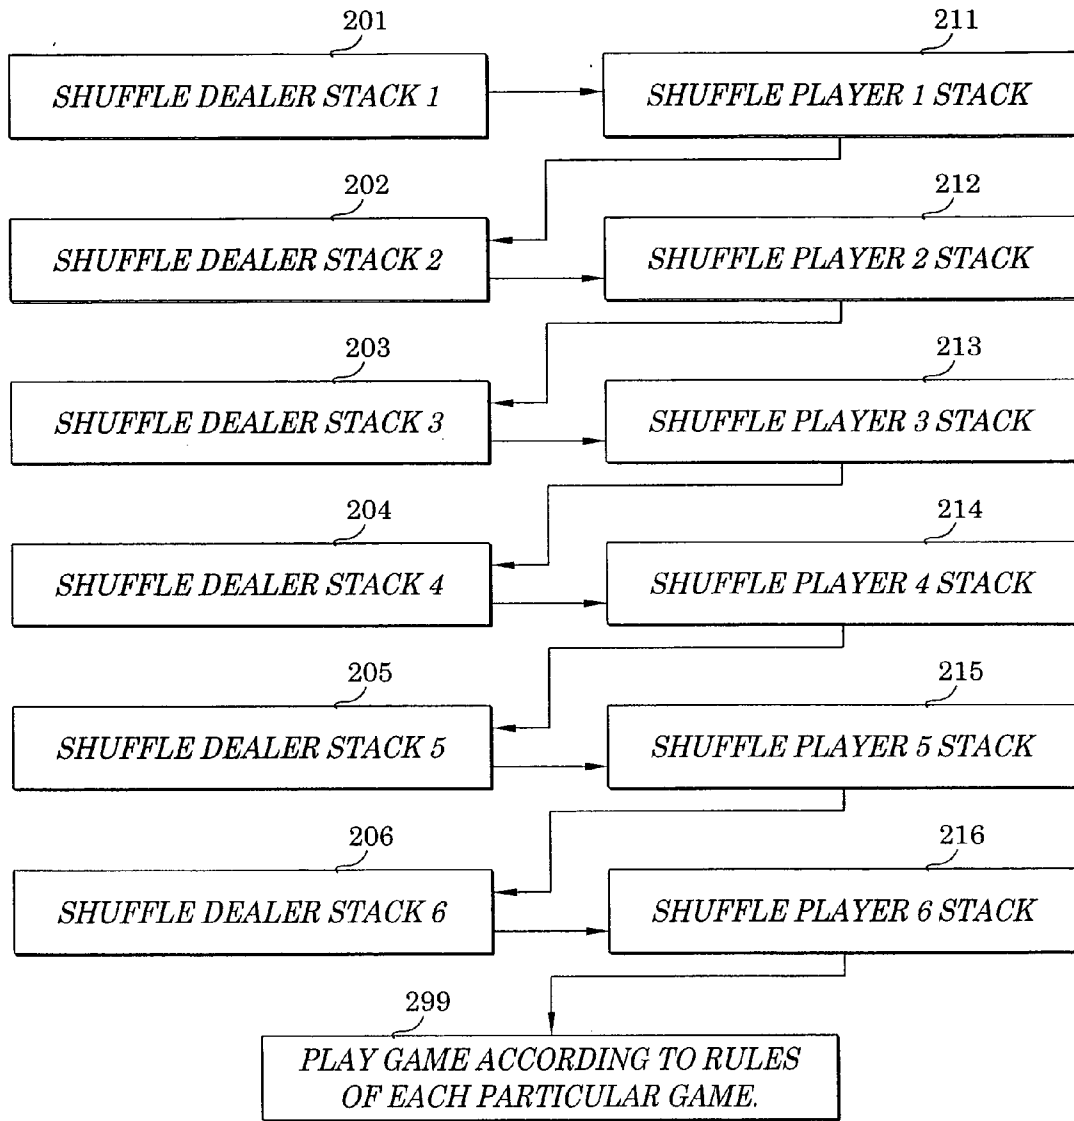 201
SHUFFLE DEALER STACK 1
211
SHUFFLE PLAYER 1 STACK
202
SHUFFLE DEALER STACK 2
212
SHUFFLE PLAYER 2 STACK
203
SHUFFLE DEALER STACK 3
213
SHUFFLE PLAYER 3 STACK
204
SHUFFLE DEALER STACK 4
214
SHUFFLE PLAYER 4 STACK
205
SHUFFLE DEALER STACK 5
215
SHUFFLE PLAYER 5 STACK
206
SHUFFLE DEALER STACK 6
216
SHUFFLE PLAYER 6 STACK
299
PLAY GAME ACCORDING TO RULES
OF EACH PARTICULAR GAME.